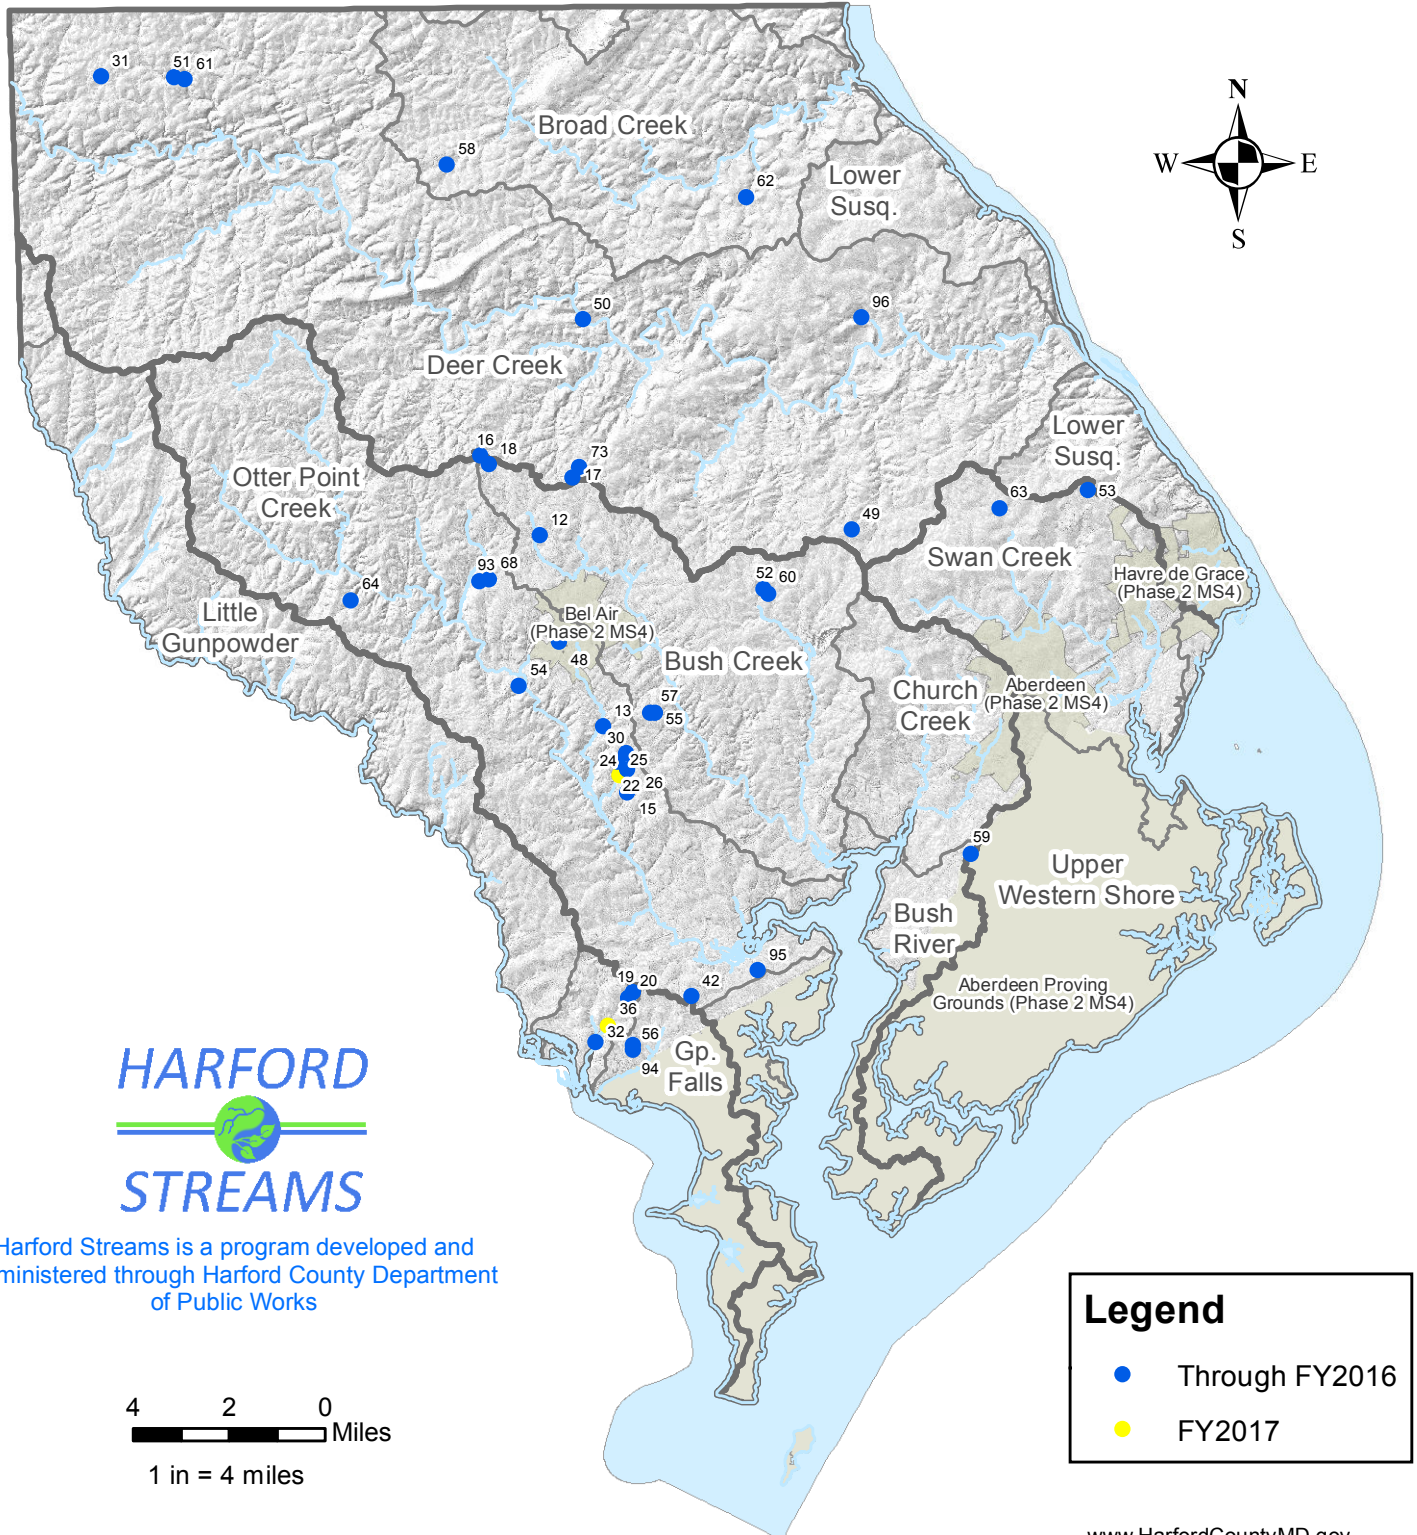 31
51
61
N
W
E
S
58
Broad Creek
62
Lower
Susq.
50
96
Deer Creek
16
18
73
17
Otter Point
Creek
Lower
Susq.
63
53
12
49
Swan Creek
93
68
52
60
Havre de Grace
(Phase 2 MS4)
64
Little
Gunpowder
Bel Air
(Phase 2 MS4)
48
Bush Creek
54
Church
Creek
Aberdeen
(Phase 2 MS4)
57
55
13
30
24
25
22
26
15
59
Upper
Western Shore
Bush
River
95
19
20
42
36
Aberdeen Proving
Grounds (Phase 2 MS4)
32
56
94
Gp.
Falls
HARFORD
STREAMS
Harford Streams is a program developed and
ministered through Harford County Department
of Public Works
4 2 0
Miles
1 in = 4 miles
Legend
Through FY2016
FY2017
www.HarfordCountyMD.gov